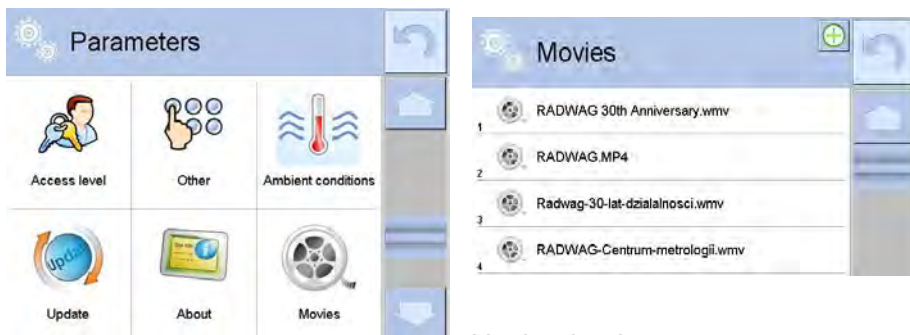 Parameters
Access level
Other
Ambient conditions
Update
About
Movies
Movies
1 RADWAG 30th Anniversary.wmv
2 RADWAG.MP4
3 Radwag-30-lat-dzialalnosci.wmv
4 RADWAG-Centrum-metrologii.wmv